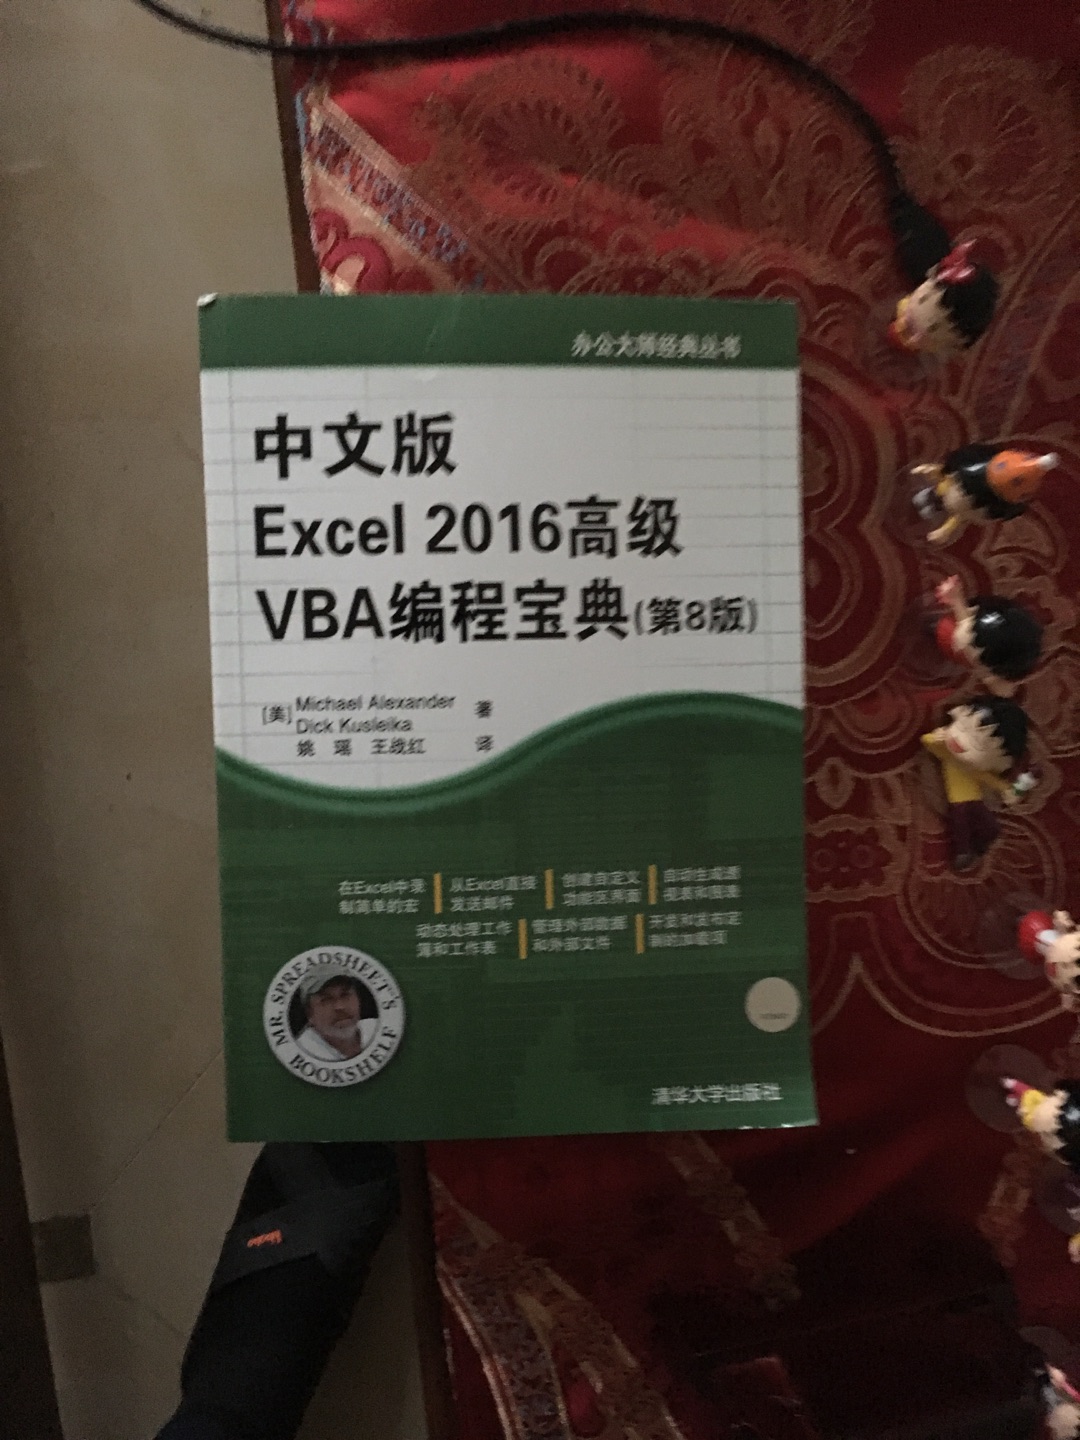 办公大师经典丛书
中文版
Excel 2016高级
VBA编程宝典(第8版)
[美] Michael Alexander 著
Dick Kusleika
姚 瑶 王战红 译
在Excel中录制简单的宏
从Excel直接发送邮件
创建自定义功能区界面
自动生成透视表和图表
动态处理工作簿和工作表
管理外部数据和外部文件
开发和发布定制的加载项
MR. SPREADSHEET'S
BOOKSHELF
清华大学出版社